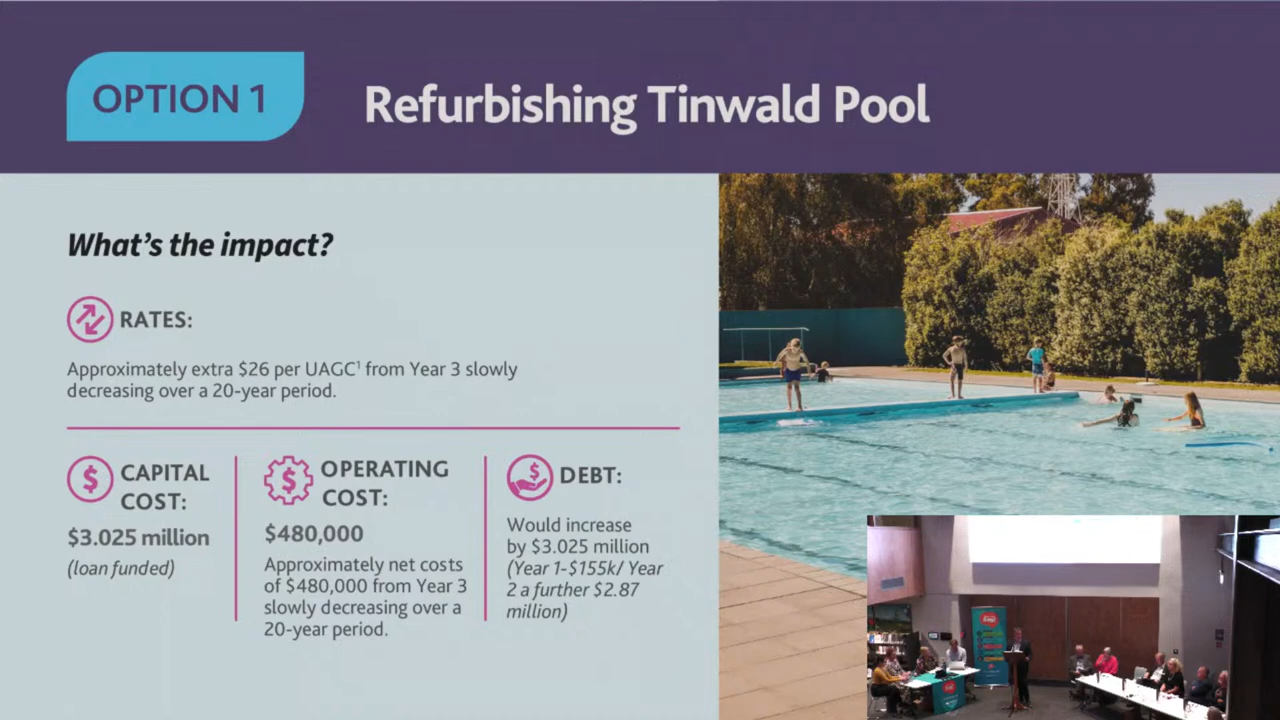 OPTION 1
Refurbishing Tinwald Pool
What's the impact?
RATES:
Approximately extra $26 per UAGC¹ from Year 3 slowly
decreasing over a 20-year period.
CAPITAL
COST:
$3.025 million
(loan funded)
OPERATING
COST:
$480,000
Approximately net costs
of $480,000 from Year 3
slowly decreasing over a
20-year period.
DEBT:
Would increase
by $3.025 million
(Year 1-$155k/ Year
2 a further $2.87
million)